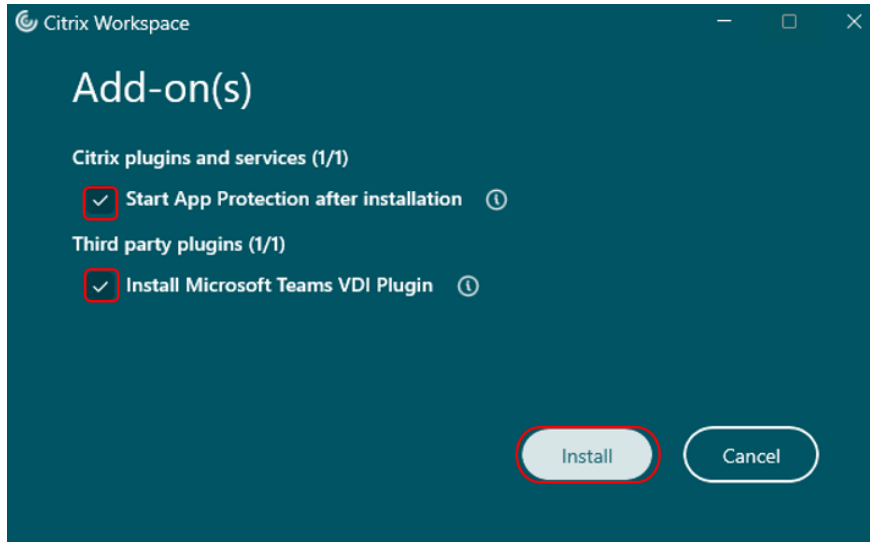 Citrix Workspace
Add-on(s)
Citrix plugins and services (1/1)
Start App Protection after installation
Third party plugins (1/1)
Install Microsoft Teams VDI Plugin
Install Cancel